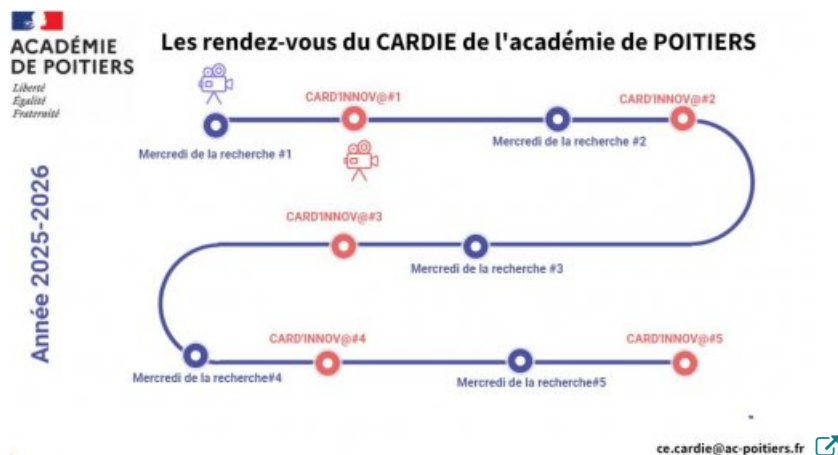 ACADÉMIE
DE POITIERS
Liberté
Égalité
Fraternité
Les rendez-vous du CARDIE de l'académie de POITIERS
Année 2025-2026
CARD'INNOV@#1
CARD'INNOV@#2
Mercredi de la recherche #1
Mercredi de la recherche #2
CARD'INNOV@#3
Mercredi de la recherche #3
CARD'INNOV@#4
CARD'INNOV@#5
Mercredi de la recherche#4
Mercredi de la recherche#5
ce.cardie@ac-poitiers.fr